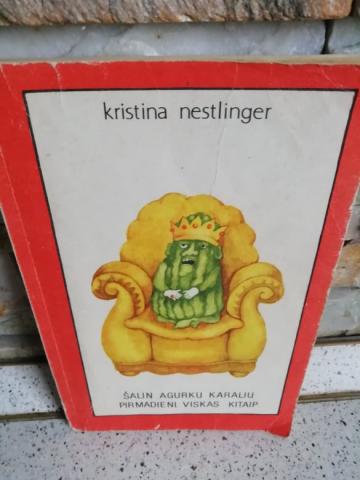 kristina nestlinger
ŠALIN AGURKŲ KARALIŲ
PIRMADIENĮ VISKAS KITAIP